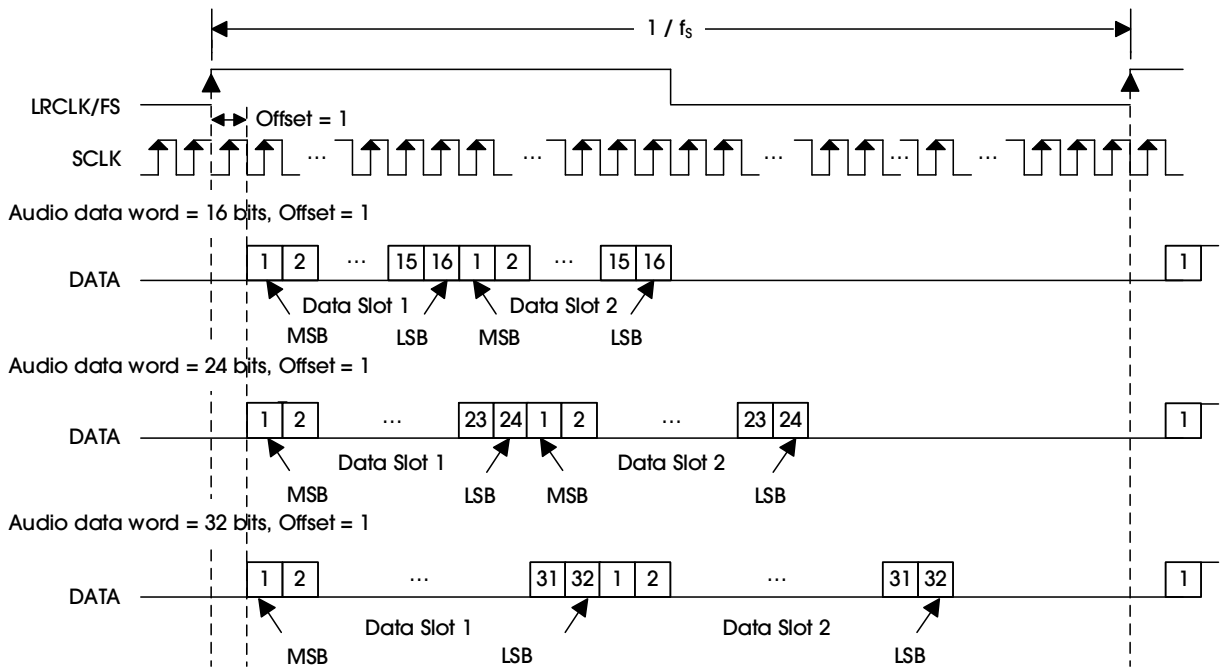 1 / fₛ
LRCLK/FS
Offset = 1
SCLK
... ... ... ... ...
Audio data word = 16 bits, Offset = 1
DATA 1 2 ... 15 16 1 2 ... 15 16 1
Data Slot 1 Data Slot 2
MSB LSB MSB LSB
Audio data word = 24 bits, Offset = 1
DATA 1 2 ... 23 24 1 2 ... 23 24 1
Data Slot 1 Data Slot 2
MSB LSB MSB LSB
Audio data word = 32 bits, Offset = 1
DATA 1 2 ... 31 32 1 2 ... 31 32 1
Data Slot 1 Data Slot 2
MSB LSB LSB